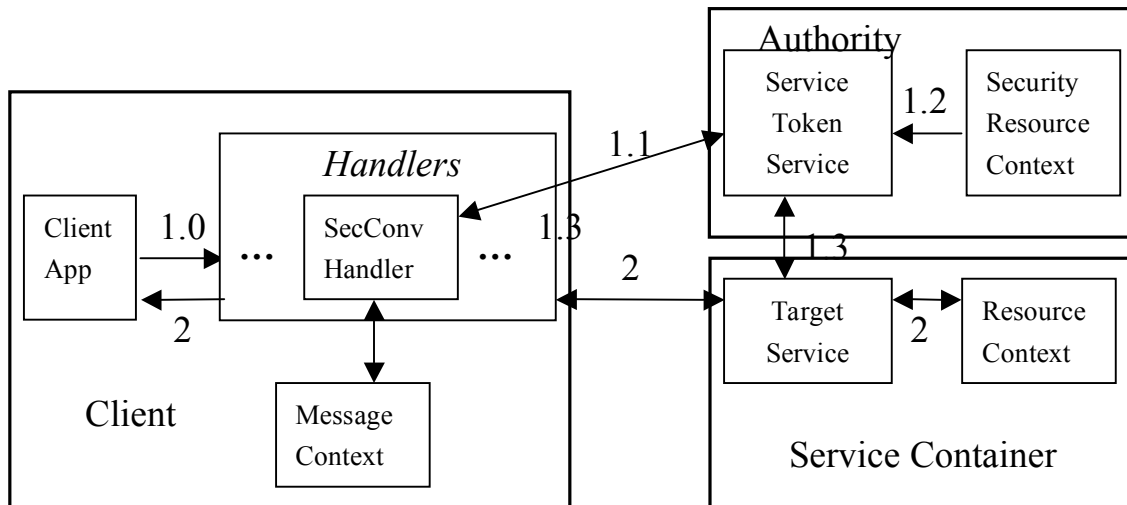 Authority
Service
Token
Service
1.2
Security
Resource
Context
1.1
Handlers
Client
App
1.0
...
SecConv
Handler
...
1.3
1.3
2
2
Target
Service
2
Resource
Context
Client
Message
Context
Service Container